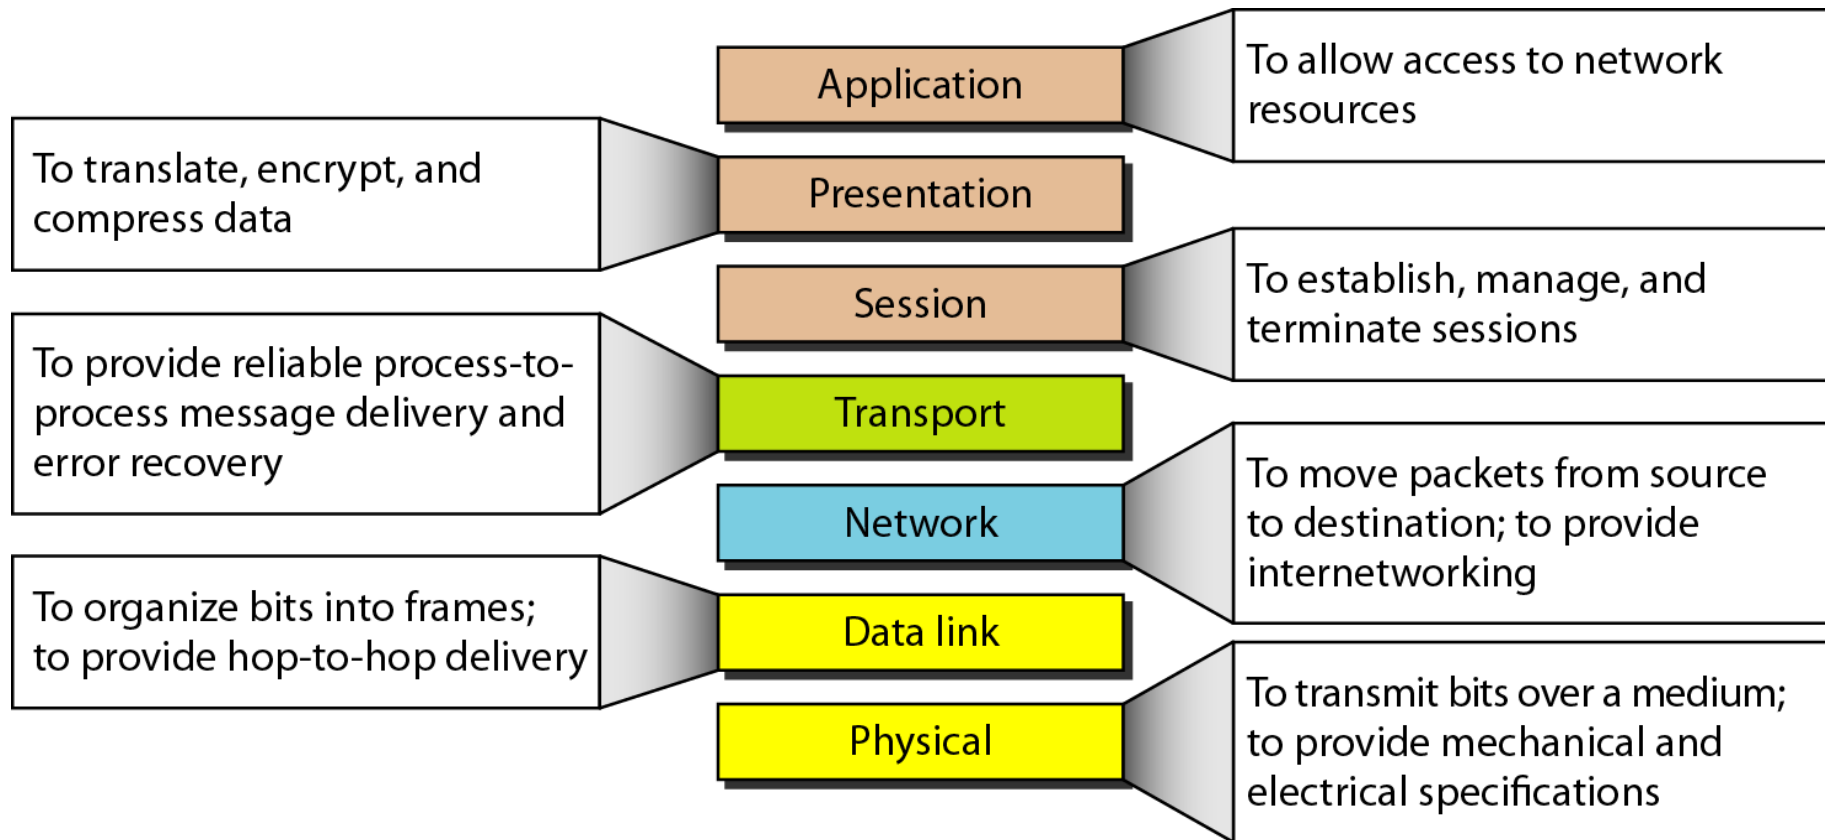 Application
To allow access to network
resources
To translate, encrypt, and
compress data
Presentation
Session
To establish, manage, and
terminate sessions
To provide reliable process-to-
process message delivery and
error recovery
Transport
Network
To move packets from source
to destination; to provide
internetworking
To organize bits into frames;
to provide hop-to-hop delivery
Data link
Physical
To transmit bits over a medium;
to provide mechanical and
electrical specifications